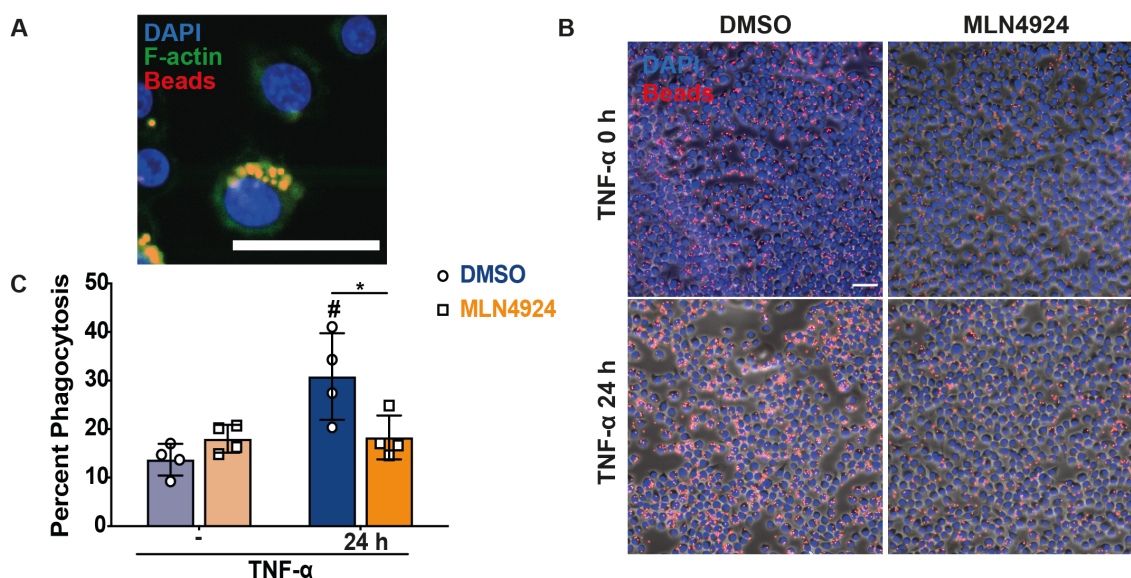 A
DAPI
F-actin
Beads
B
DMSO
MLN4924
DAPI
Beads
TNF-α 0 h
TNF-α 24 h
C
Percent Phagocytosis
50
40
30
20
10
0
#
*
DMSO
MLN4924
-
24 h
TNF-α